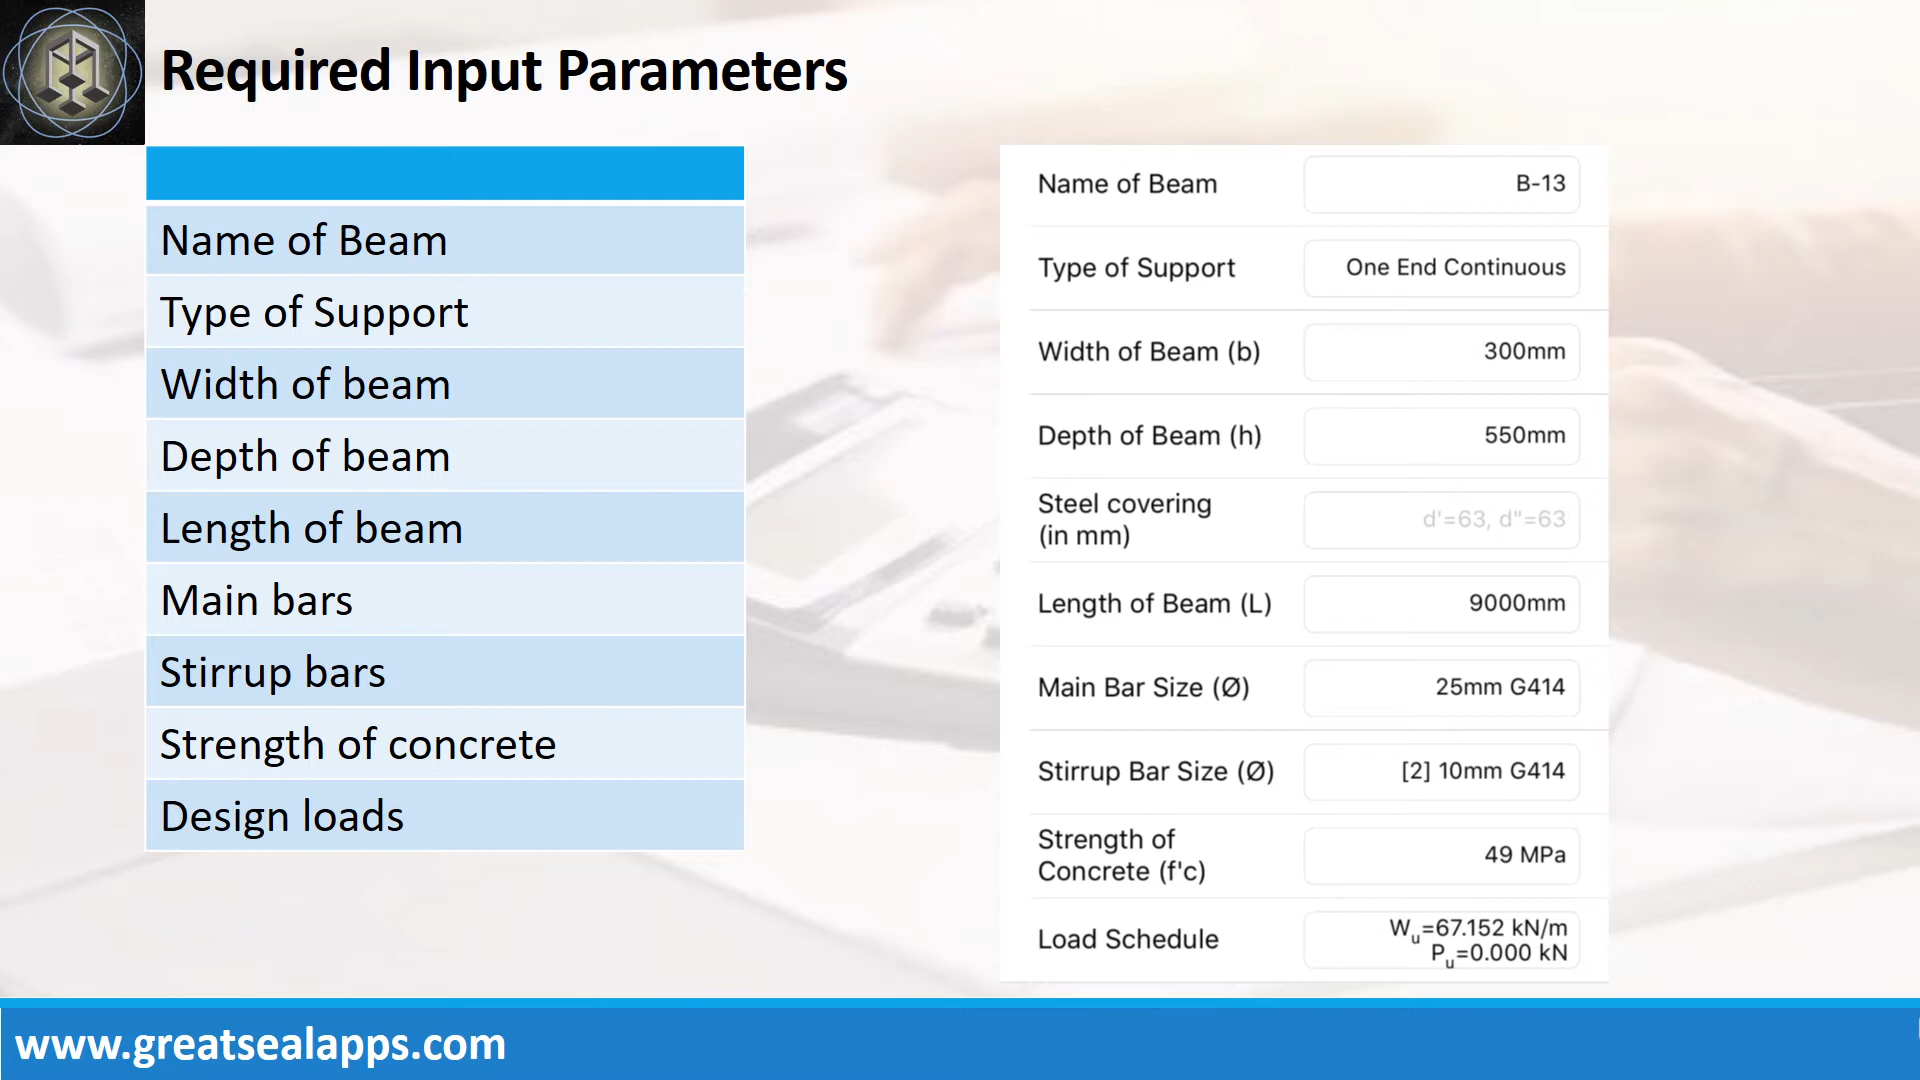 Required Input Parameters
Name of Beam
Type of Support
Width of beam
Depth of beam
Length of beam
Main bars
Stirrup bars
Strength of concrete
Design loads
Name of Beam B-13
Type of Support One End Continuous
Width of Beam (b) 300mm
Depth of Beam (h) 550mm
Steel covering
(in mm) d'=63, d"=63
Length of Beam (L) 9000mm
Main Bar Size (Ø) 25mm G414
Stirrup Bar Size (Ø) [2] 10mm G414
Strength of
Concrete (f'c) 49 MPa
Load Schedule Wu=67.152 kN/m
Pu=0.000 kN
www.greatsealapps.com